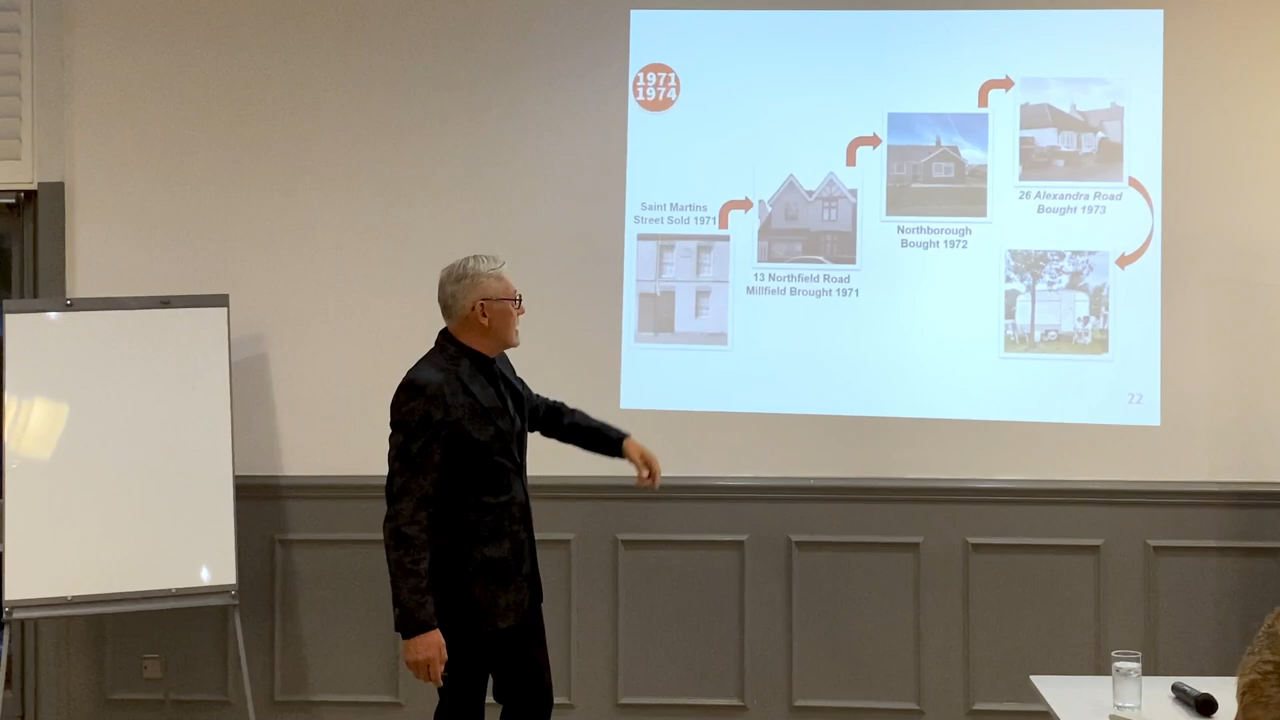 1971
1974
Saint Martins
Street Sold 1971
13 Northfield Road
Millfield Brought 1971
Northborough
Bought 1972
26 Alexandra Road
Bought 1973
22